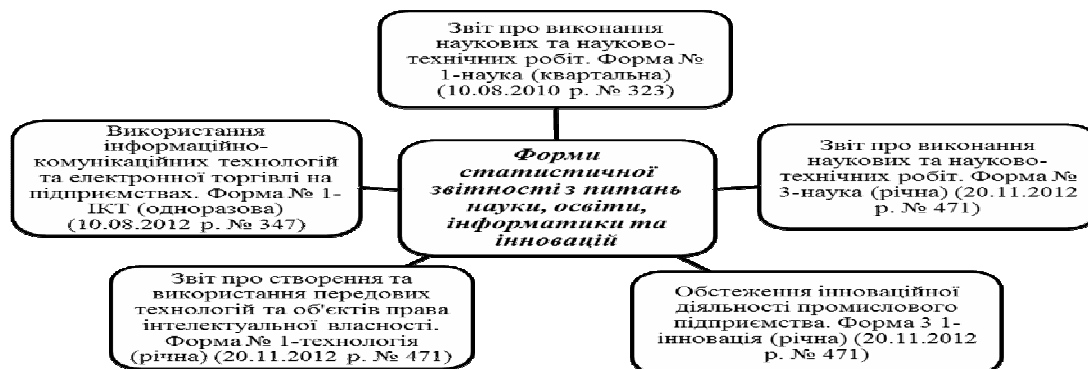 Звіт про виконання
наукових та науково-
технічних робіт. Форма №
1-наука (квартальна)
(10.08.2010 р. № 323)
Використання
інформаційно-
комунікаційних технологій
та електронної торгівлі на
підприємствах. Форма № 1-
ІКТ (одноразова)
(10.08.2012 р. № 347)
Форми
статистичної
звітності з питань
науки, освіти,
інформатики та
інновацій
Звіт про виконання
наукових та науково-
технічних робіт. Форма №
3-наука (річна) (20.11.2012
р. № 471)
Звіт про створення та
використання передових
технологій та об'єктів права
інтелектуальної власності.
Форма № 1-технологія
(річна) (20.11.2012 р. № 471)
Обстеження інноваційної
діяльності промислового
підприємства. Форма 3 1-
інновація (річна) (20.11.2012
р. № 471)